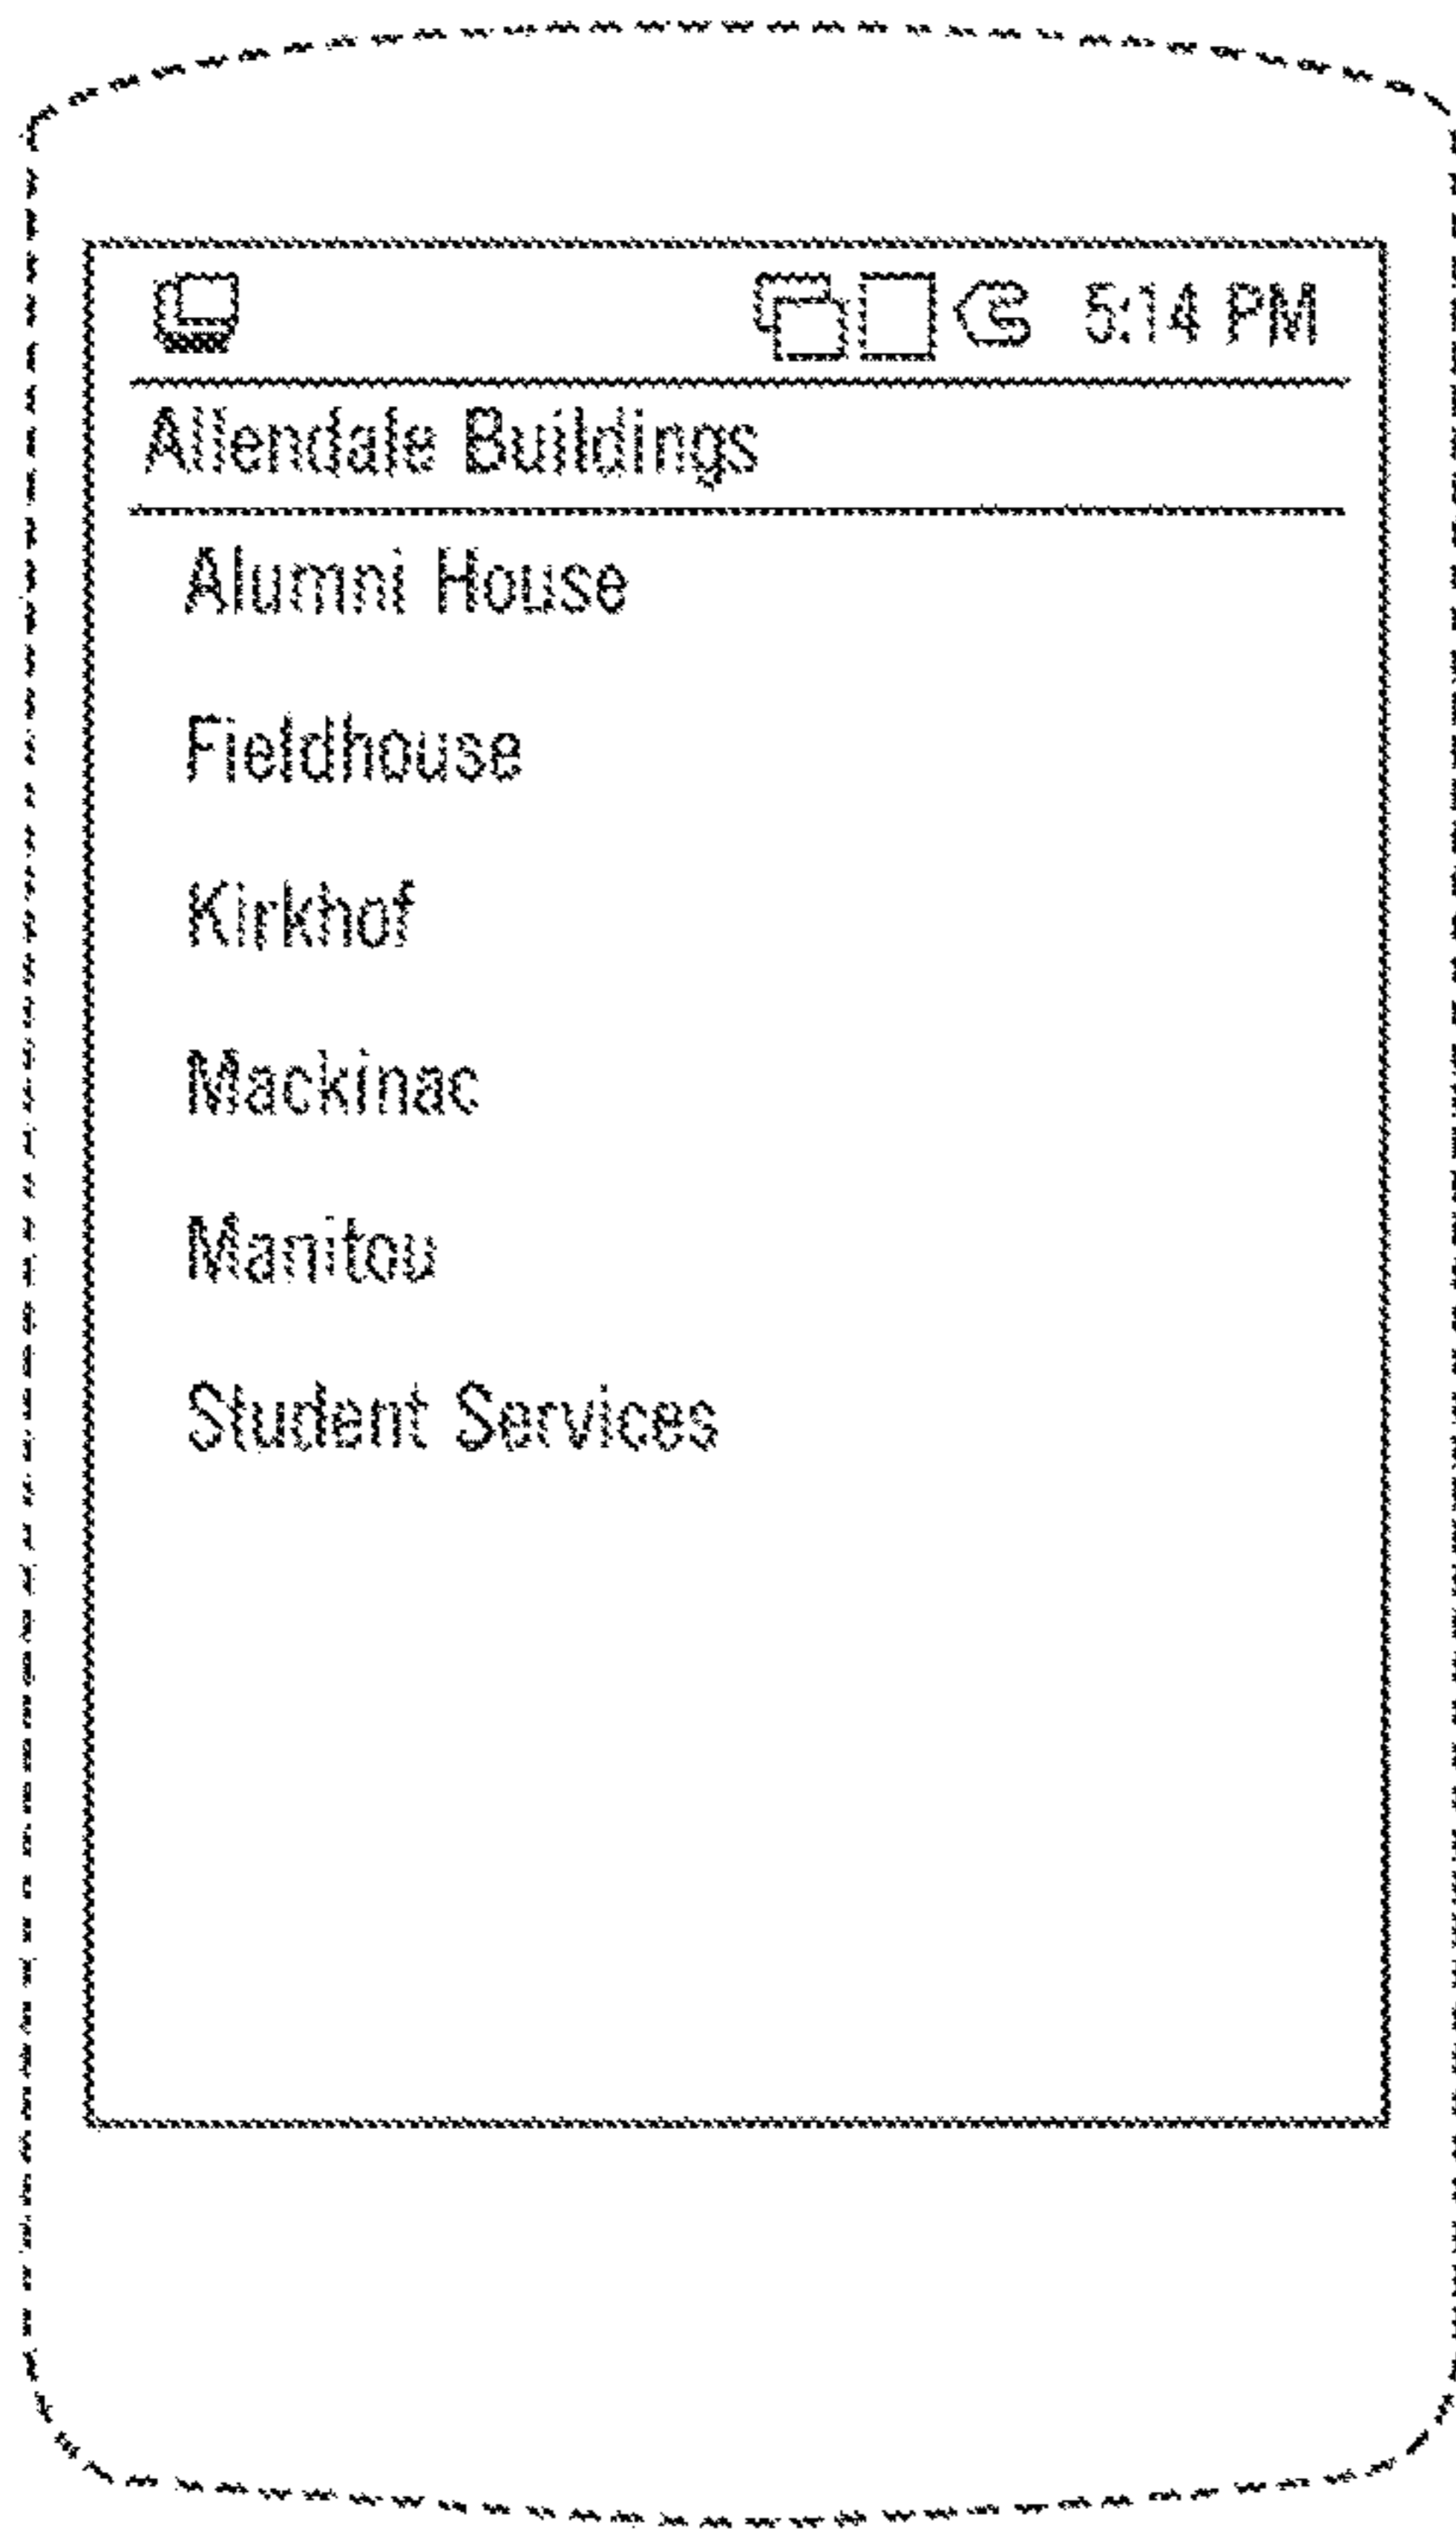 5:14 PM
Allendale Buildings
Alumni House
Fieldhouse
Kirkhof
Mackinac
Manitou
Student Services